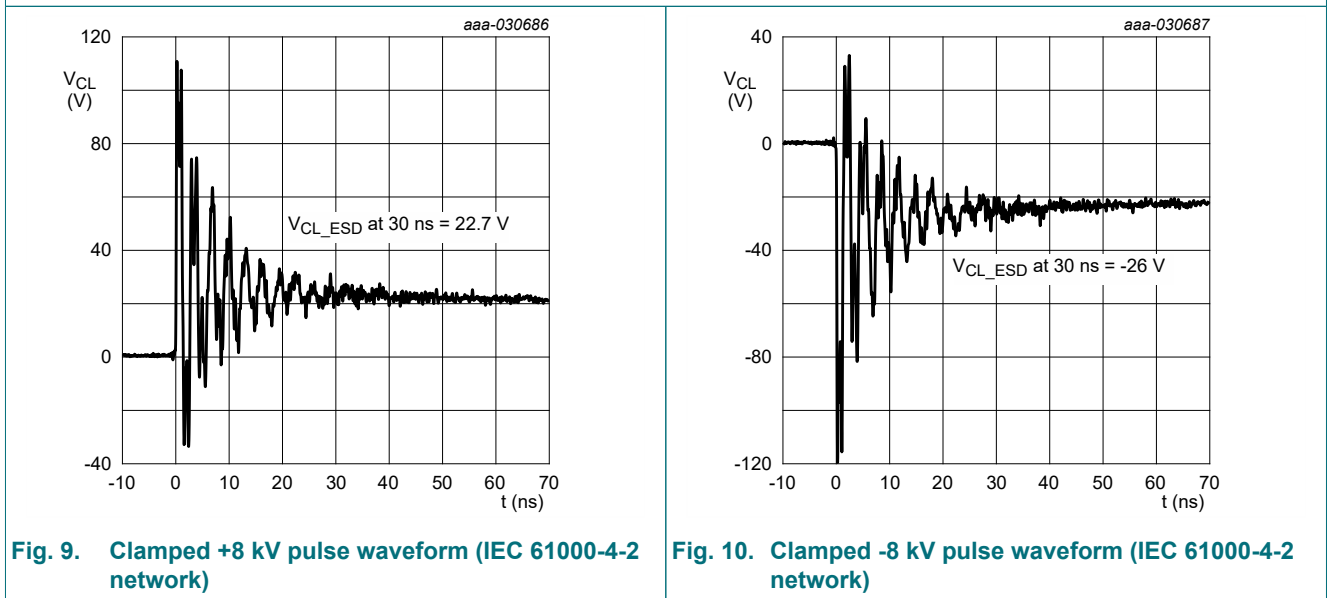 aaa-030686
120
80
40
0
-40
VCL
(V)
VCL_ESD at 30 ns = 22.7 V
-10 0 10 20 30 40 50 60 70
t (ns)
Fig. 9. Clamped +8 kV pulse waveform (IEC 61000-4-2
network)
aaa-030687
40
0
-40
-80
-120
VCL
(V)
VCL_ESD at 30 ns = -26 V
-10 0 10 20 30 40 50 60 70
t (ns)
Fig. 10. Clamped -8 kV pulse waveform (IEC 61000-4-2
network)